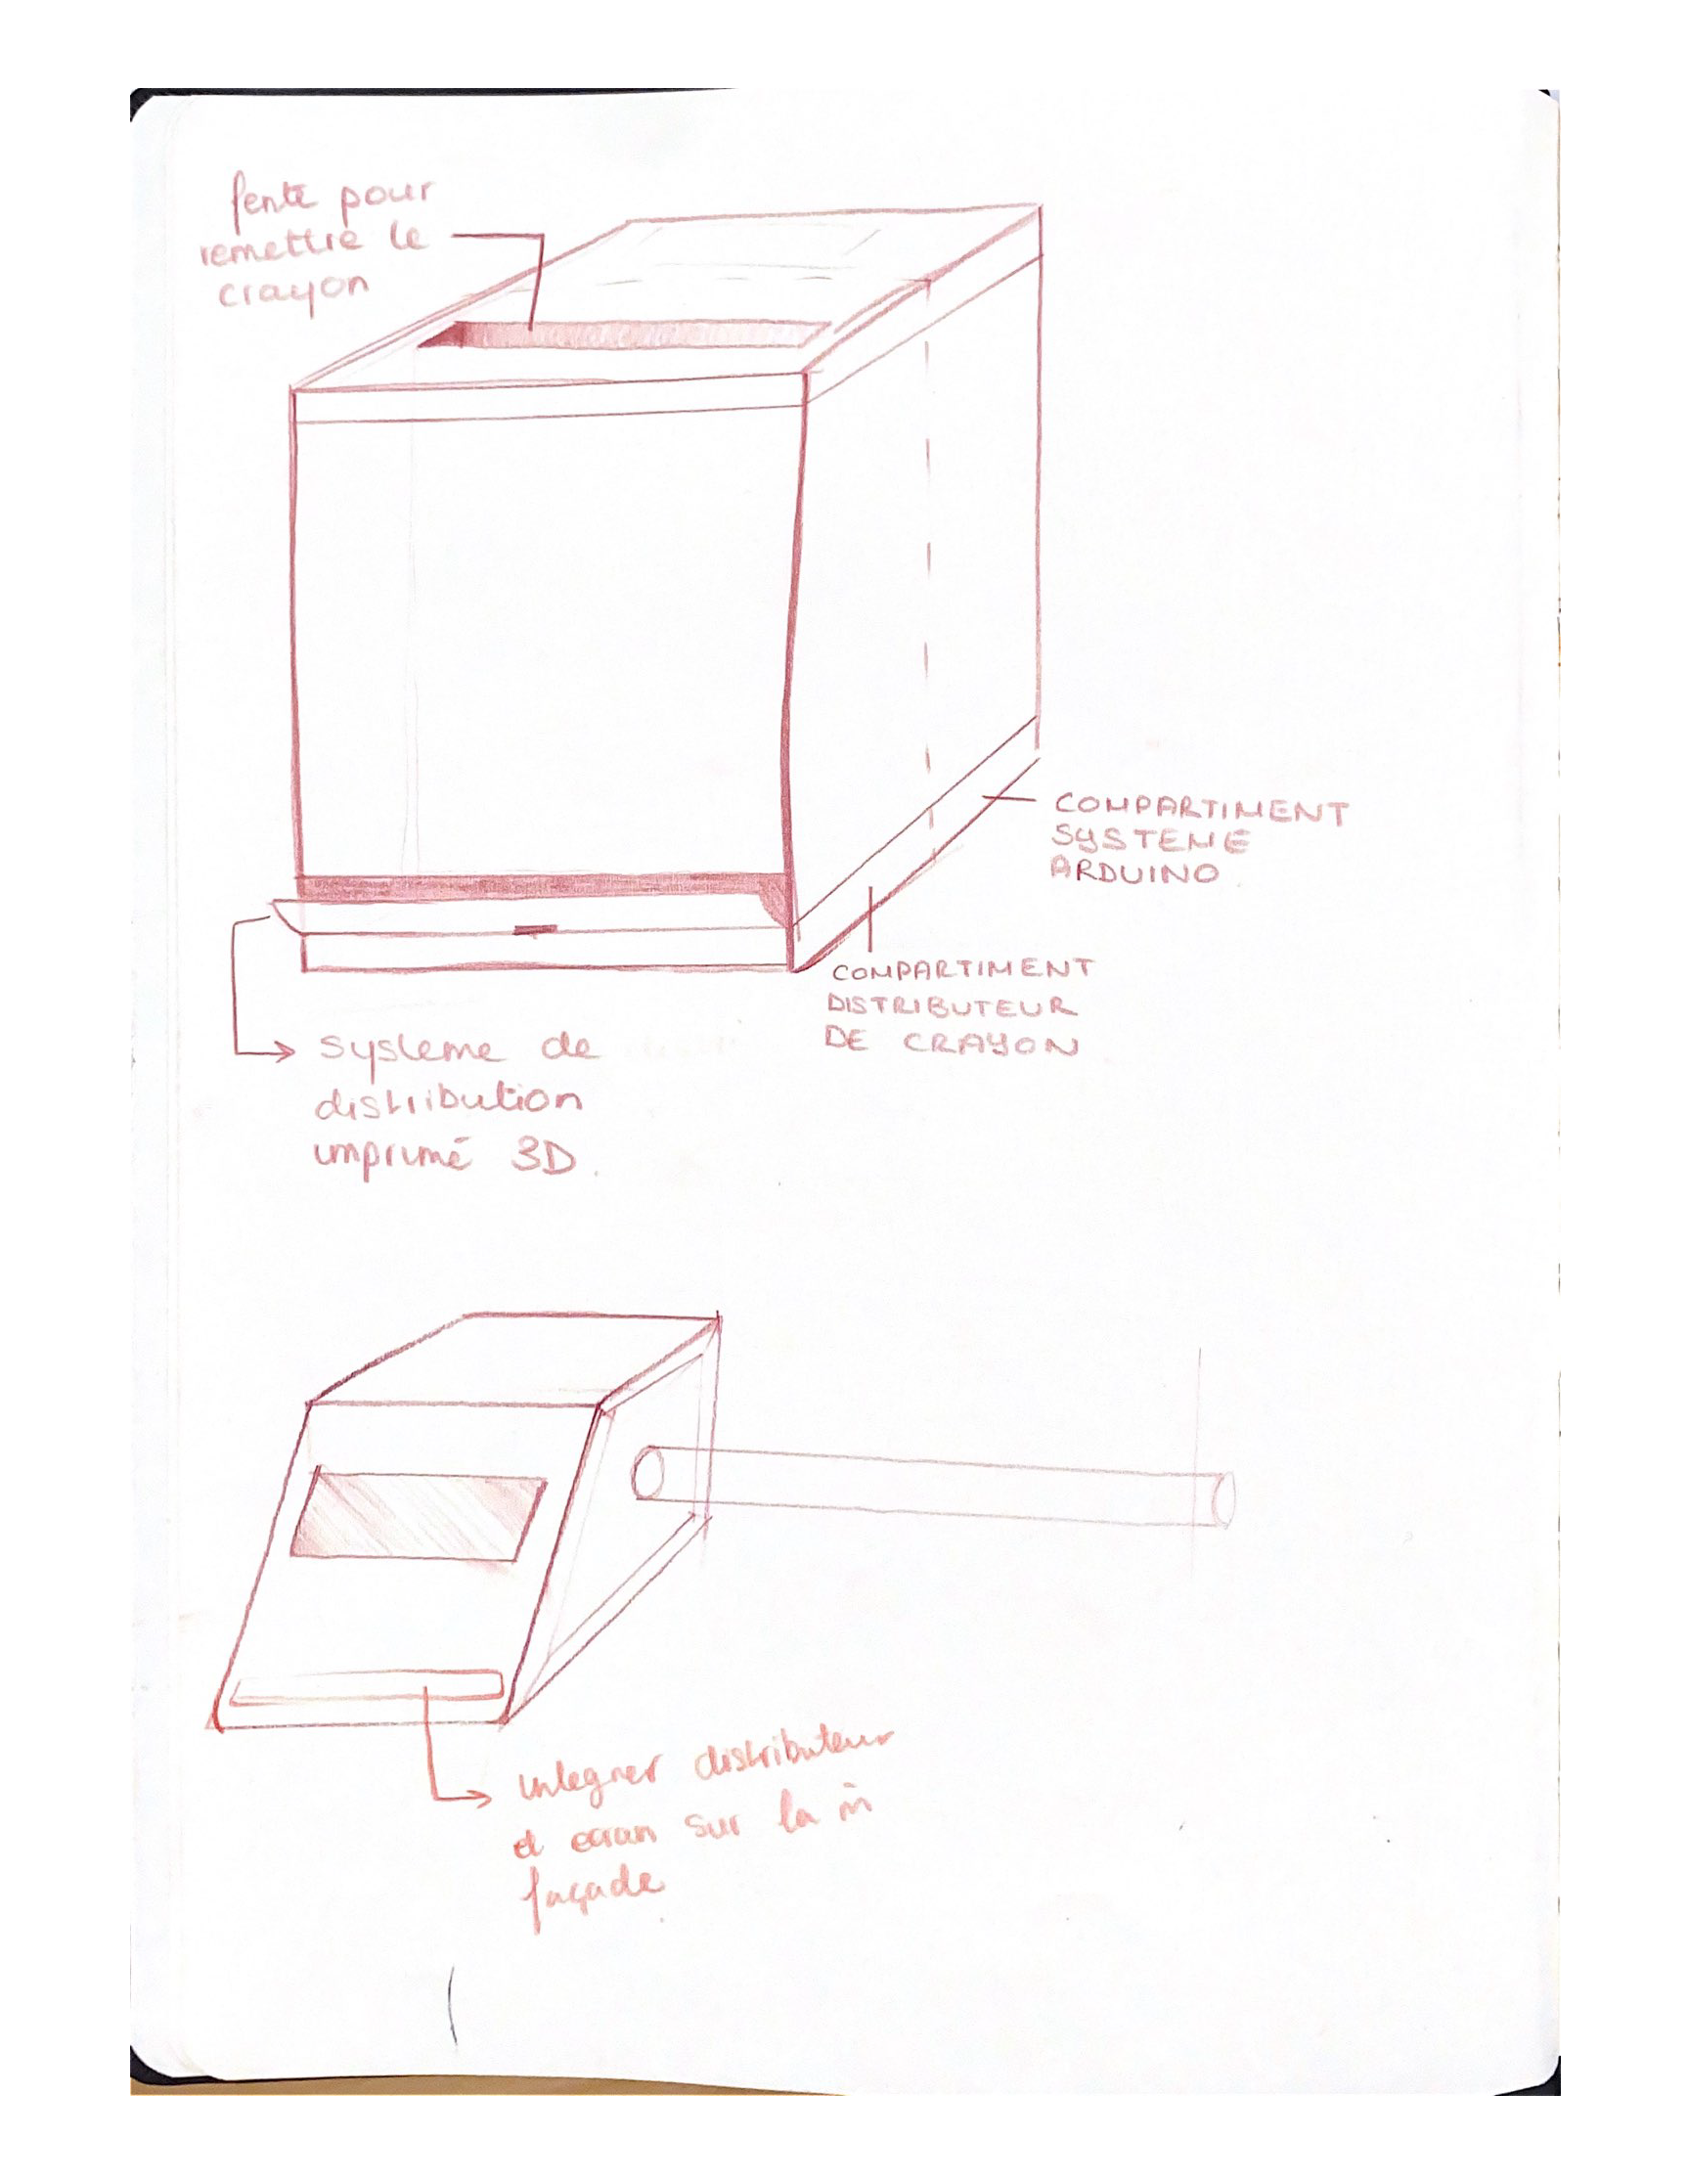 fente pour
remettre le
crayon
COMPARTIMENT
SYSTEME
ARDUINO
COMPARTIMENT
DISTRIBUTEUR
DE CRAYON
systeme de
distribution
imprimé 3D.
integrer distributeur
et ecran sur la m̂
façade